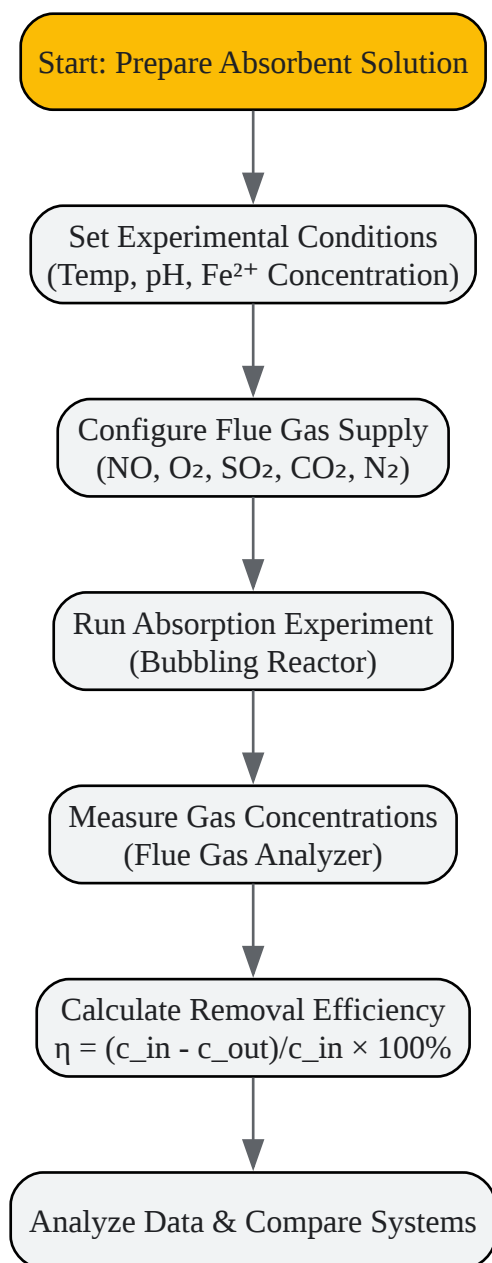 Start: Prepare Absorbent Solution
Set Experimental Conditions
(Temp, pH, Fe²⁺ Concentration)
Configure Flue Gas Supply
(NO, O₂, SO₂, CO₂, N₂)
Run Absorption Experiment
(Bubbling Reactor)
Measure Gas Concentrations
(Flue Gas Analyzer)
Calculate Removal Efficiency
η = (c_in - c_out)/c_in × 100%
Analyze Data & Compare Systems